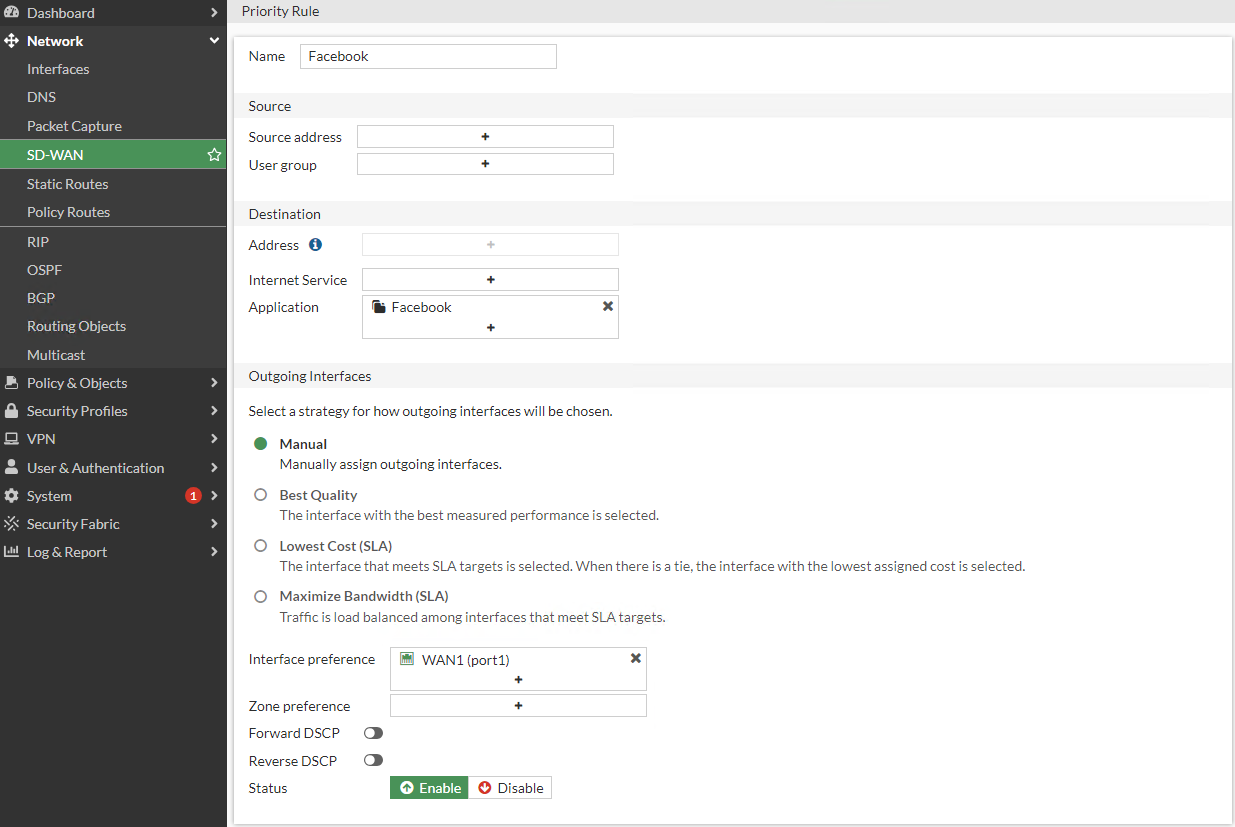 Dashboard
Network
Interfaces
DNS
Packet Capture
SD-WAN
Static Routes
Policy Routes
RIP
OSPF
BGP
Routing Objects
Multicast
Policy & Objects
Security Profiles
VPN
User & Authentication
System 1
Security Fabric
Log & Report
Priority Rule
Name Facebook
Source
Source address +
User group +
Destination
Address +
Internet Service +
Application Facebook
+
Outgoing Interfaces
Select a strategy for how outgoing interfaces will be chosen.
Manual
Manually assign outgoing interfaces.
Best Quality
The interface with the best measured performance is selected.
Lowest Cost (SLA)
The interface that meets SLA targets is selected. When there is a tie, the interface with the lowest assigned cost is selected.
Maximize Bandwidth (SLA)
Traffic is load balanced among interfaces that meet SLA targets.
Interface preference WAN1 (port1)
+
Zone preference +
Forward DSCP
Reverse DSCP
Status Enable Disable